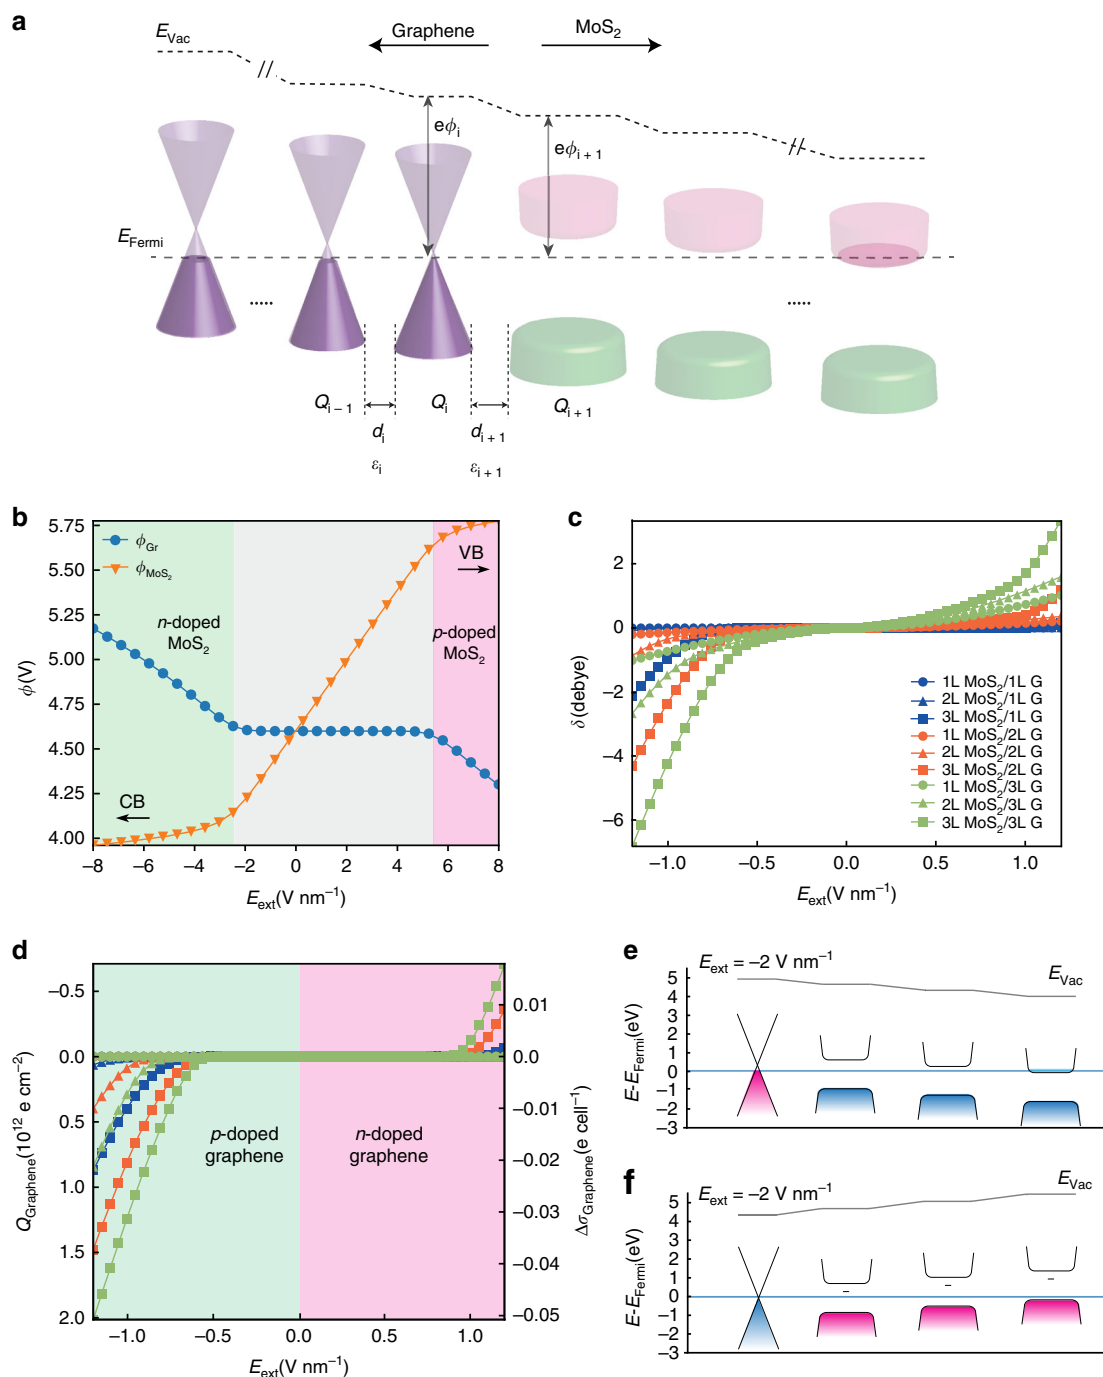 a
E_Vac
Graphene
MoS₂
eϕᵢ
eϕᵢ₊₁
E_Fermi
.....
.....
Qᵢ₋₁
Qᵢ
Qᵢ₊₁
dᵢ
dᵢ₊₁
εᵢ
εᵢ₊₁
b
5.75
5.50
5.25
5.00
4.75
4.50
4.25
4.00
ϕ(V)
ϕ_Gr
ϕ_MoS₂
n-doped
MoS₂
VB
p-doped
MoS₂
CB
–8
–6
–4
–2
0
2
4
6
8
E_ext(V nm⁻¹)
c
2
0
–2
–4
–6
δ(debye)
1L MoS₂/1L G
2L MoS₂/1L G
3L MoS₂/1L G
1L MoS₂/2L G
2L MoS₂/2L G
3L MoS₂/2L G
1L MoS₂/3L G
2L MoS₂/3L G
3L MoS₂/3L G
–1.0
–0.5
0.0
0.5
1.0
E_ext(V nm⁻¹)
d
–0.5
0.0
0.5
1.0
1.5
2.0
Q_Graphene(10¹² e cm⁻²)
p-doped
graphene
n-doped
graphene
0.01
0.00
–0.01
–0.02
–0.03
–0.04
–0.05
Δσ_Graphene(e cell⁻¹)
–1.0
–0.5
0.0
0.5
1.0
E_ext(V nm⁻¹)
e
E_ext = –2 V nm⁻¹
E_Vac
5
4
3
2
1
0
–1
–2
–3
E-E_Fermi(eV)
f
E_ext = –2 V nm⁻¹
E_Vac
5
4
3
2
1
0
–1
–2
–3
E-E_Fermi(eV)